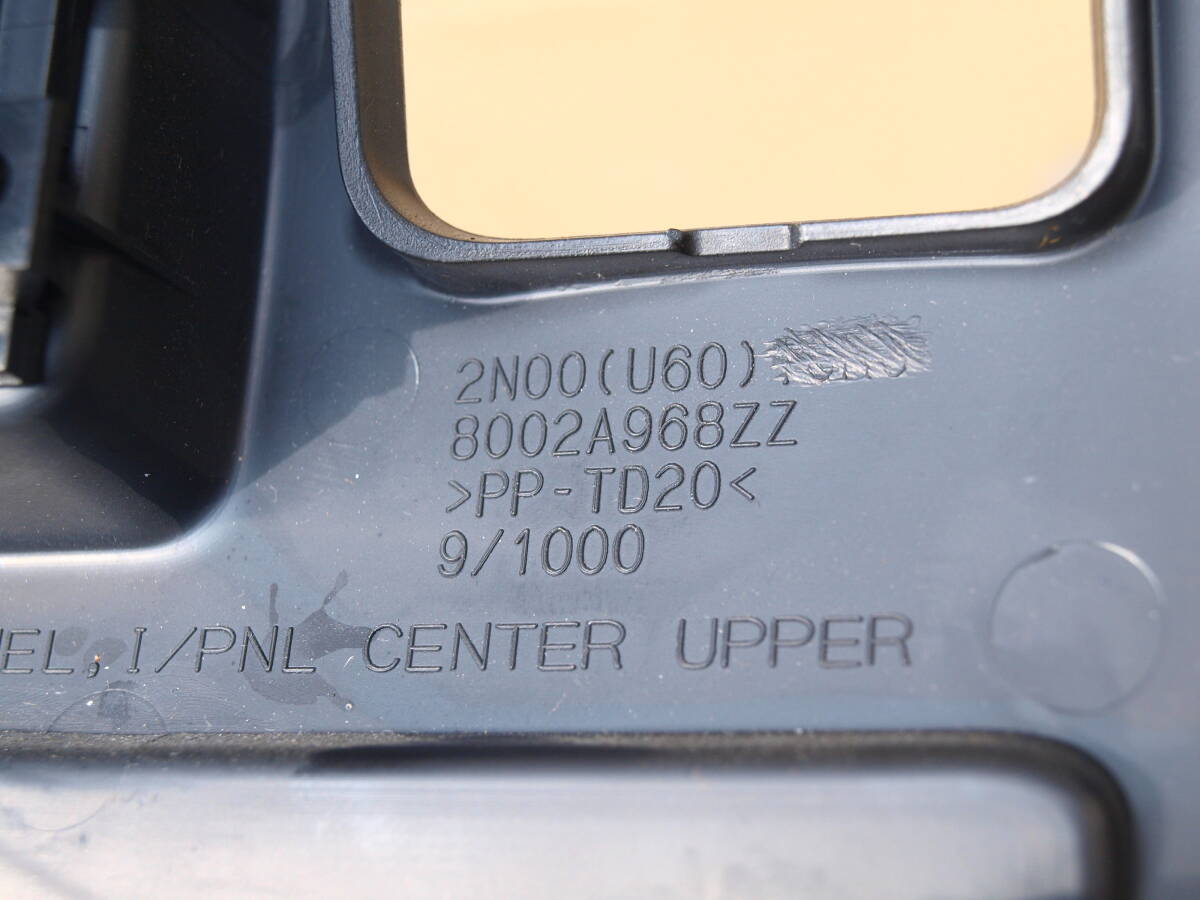 2N00(U60)
8002A968ZZ
>PP-TD20<
9/1000
EL, I/PNL CENTER UPPER